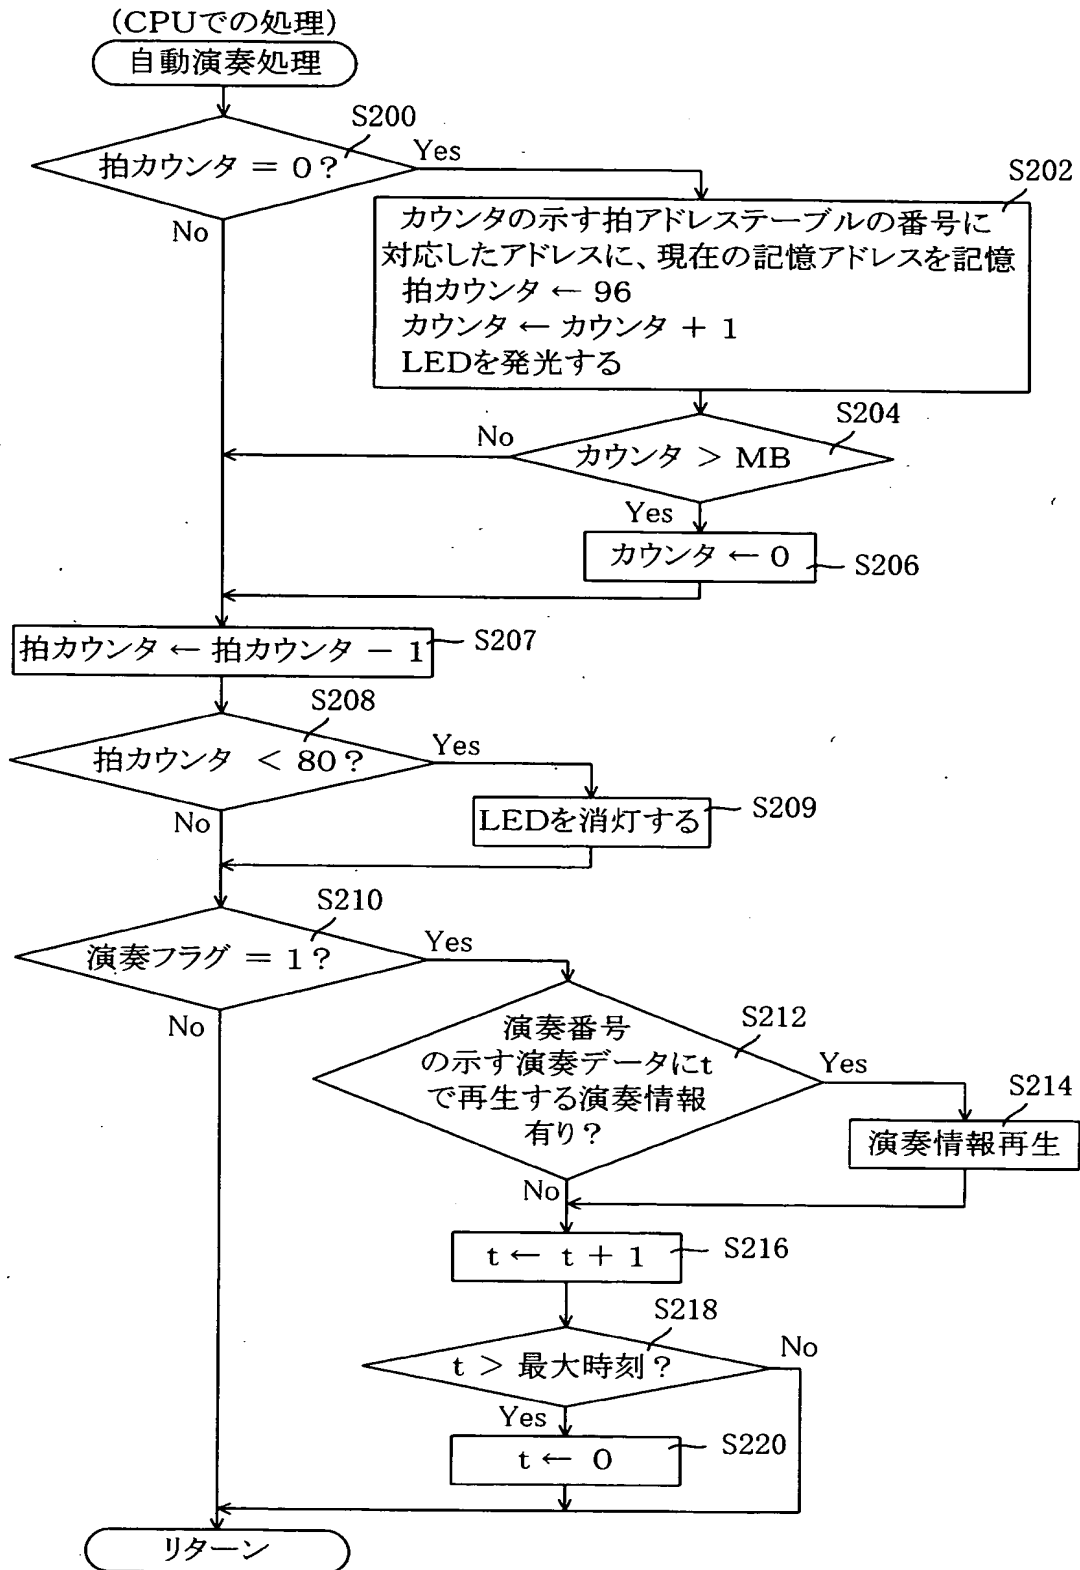 (CPUでの処理)
自動演奏処理
S200
拍カウンタ = 0?
Yes
No
S202
カウンタの示す拍アドレステーブルの番号に
対応したアドレスに、現在の記憶アドレスを記憶
拍カウンタ ← 96
カウンタ ← カウンタ + 1
LEDを発光する
S204
カウンタ > MB
No
Yes
カウンタ ← 0
S206
拍カウンタ ← 拍カウンタ − 1
S207
S208
拍カウンタ < 80?
Yes
No
LEDを消灯する
S209
S210
演奏フラグ = 1?
Yes
No
S212
演奏番号
の示す演奏データにt
で再生する演奏情報
有り?
Yes
No
S214
演奏情報再生
t ← t + 1
S216
S218
t > 最大時刻?
No
Yes
t ← 0
S220
リターン